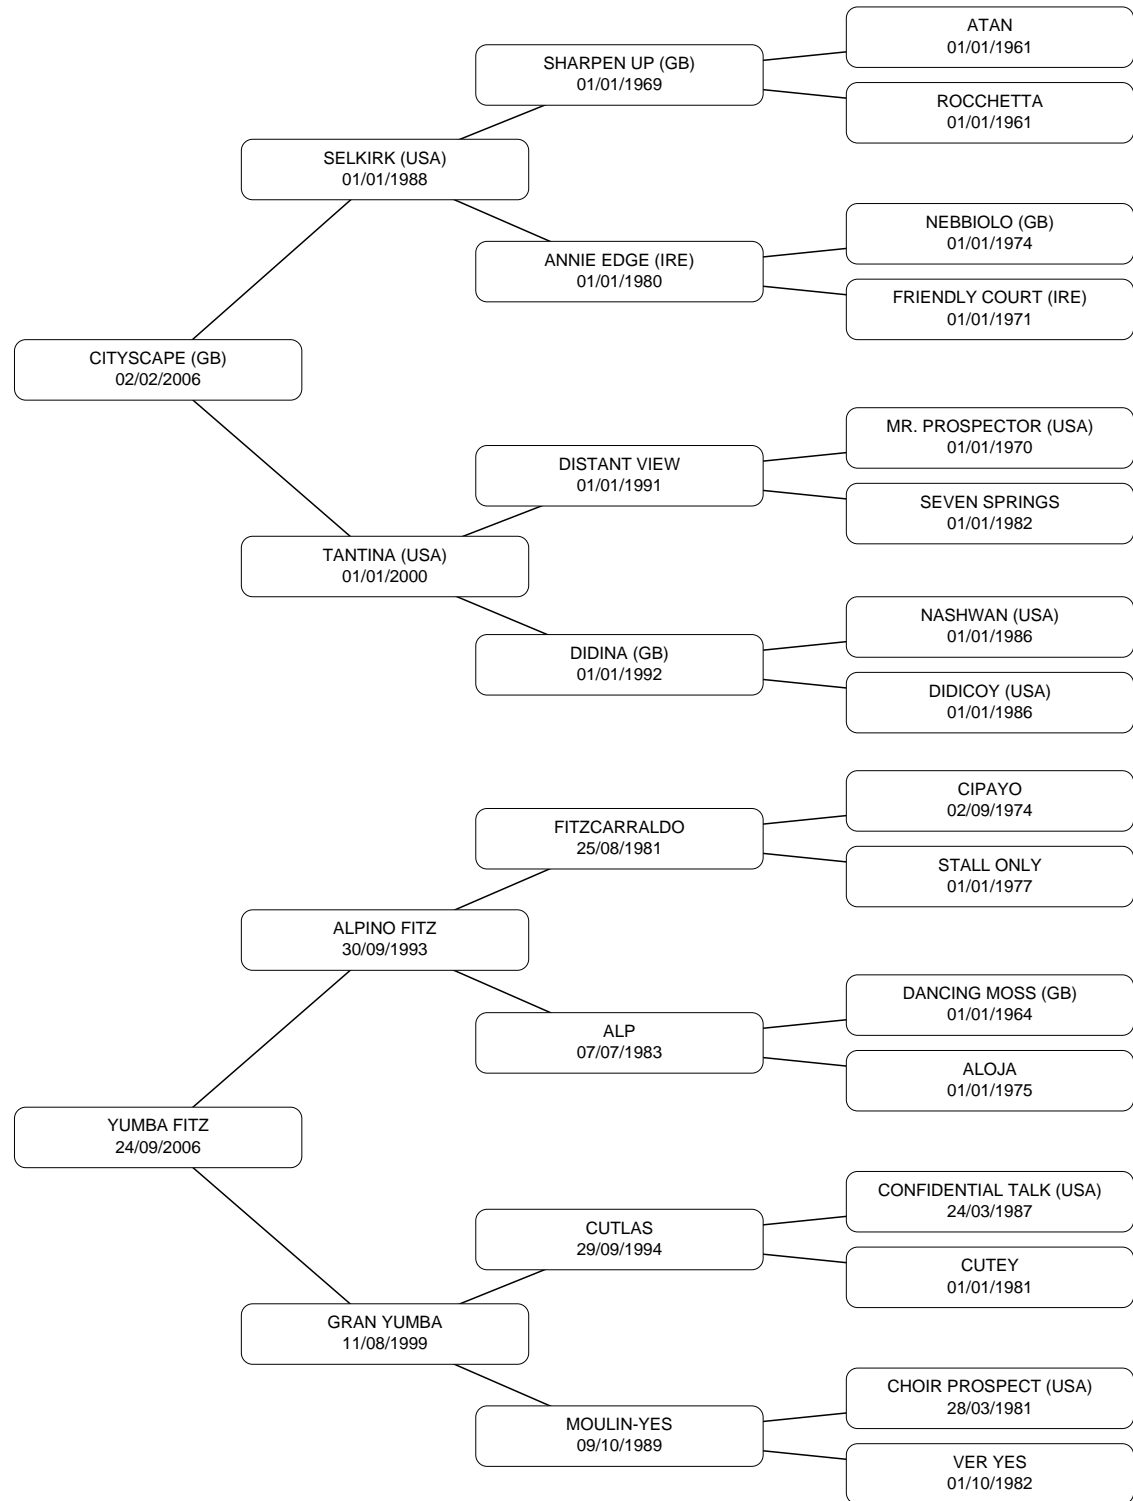 ATAN
01/01/1961
SHARPEN UP (GB)
01/01/1969
ROCCHETTA
01/01/1961
SELKIRK (USA)
01/01/1988
NEBBIOLO (GB)
01/01/1974
ANNIE EDGE (IRE)
01/01/1980
FRIENDLY COURT (IRE)
01/01/1971
CITYSCAPE (GB)
02/02/2006
MR. PROSPECTOR (USA)
01/01/1970
DISTANT VIEW
01/01/1991
SEVEN SPRINGS
01/01/1982
TANTINA (USA)
01/01/2000
NASHWAN (USA)
01/01/1986
DIDINA (GB)
01/01/1992
DIDICOY (USA)
01/01/1986
CIPAYO
02/09/1974
FITZCARRALDO
25/08/1981
STALL ONLY
01/01/1977
ALPINO FITZ
30/09/1993
DANCING MOSS (GB)
01/01/1964
ALP
07/07/1983
ALOJA
01/01/1975
YUMBA FITZ
24/09/2006
CONFIDENTIAL TALK (USA)
24/03/1987
CUTLAS
29/09/1994
CUTEY
01/01/1981
GRAN YUMBA
11/08/1999
CHOIR PROSPECT (USA)
28/03/1981
MOULIN-YES
09/10/1989
VER YES
01/10/1982